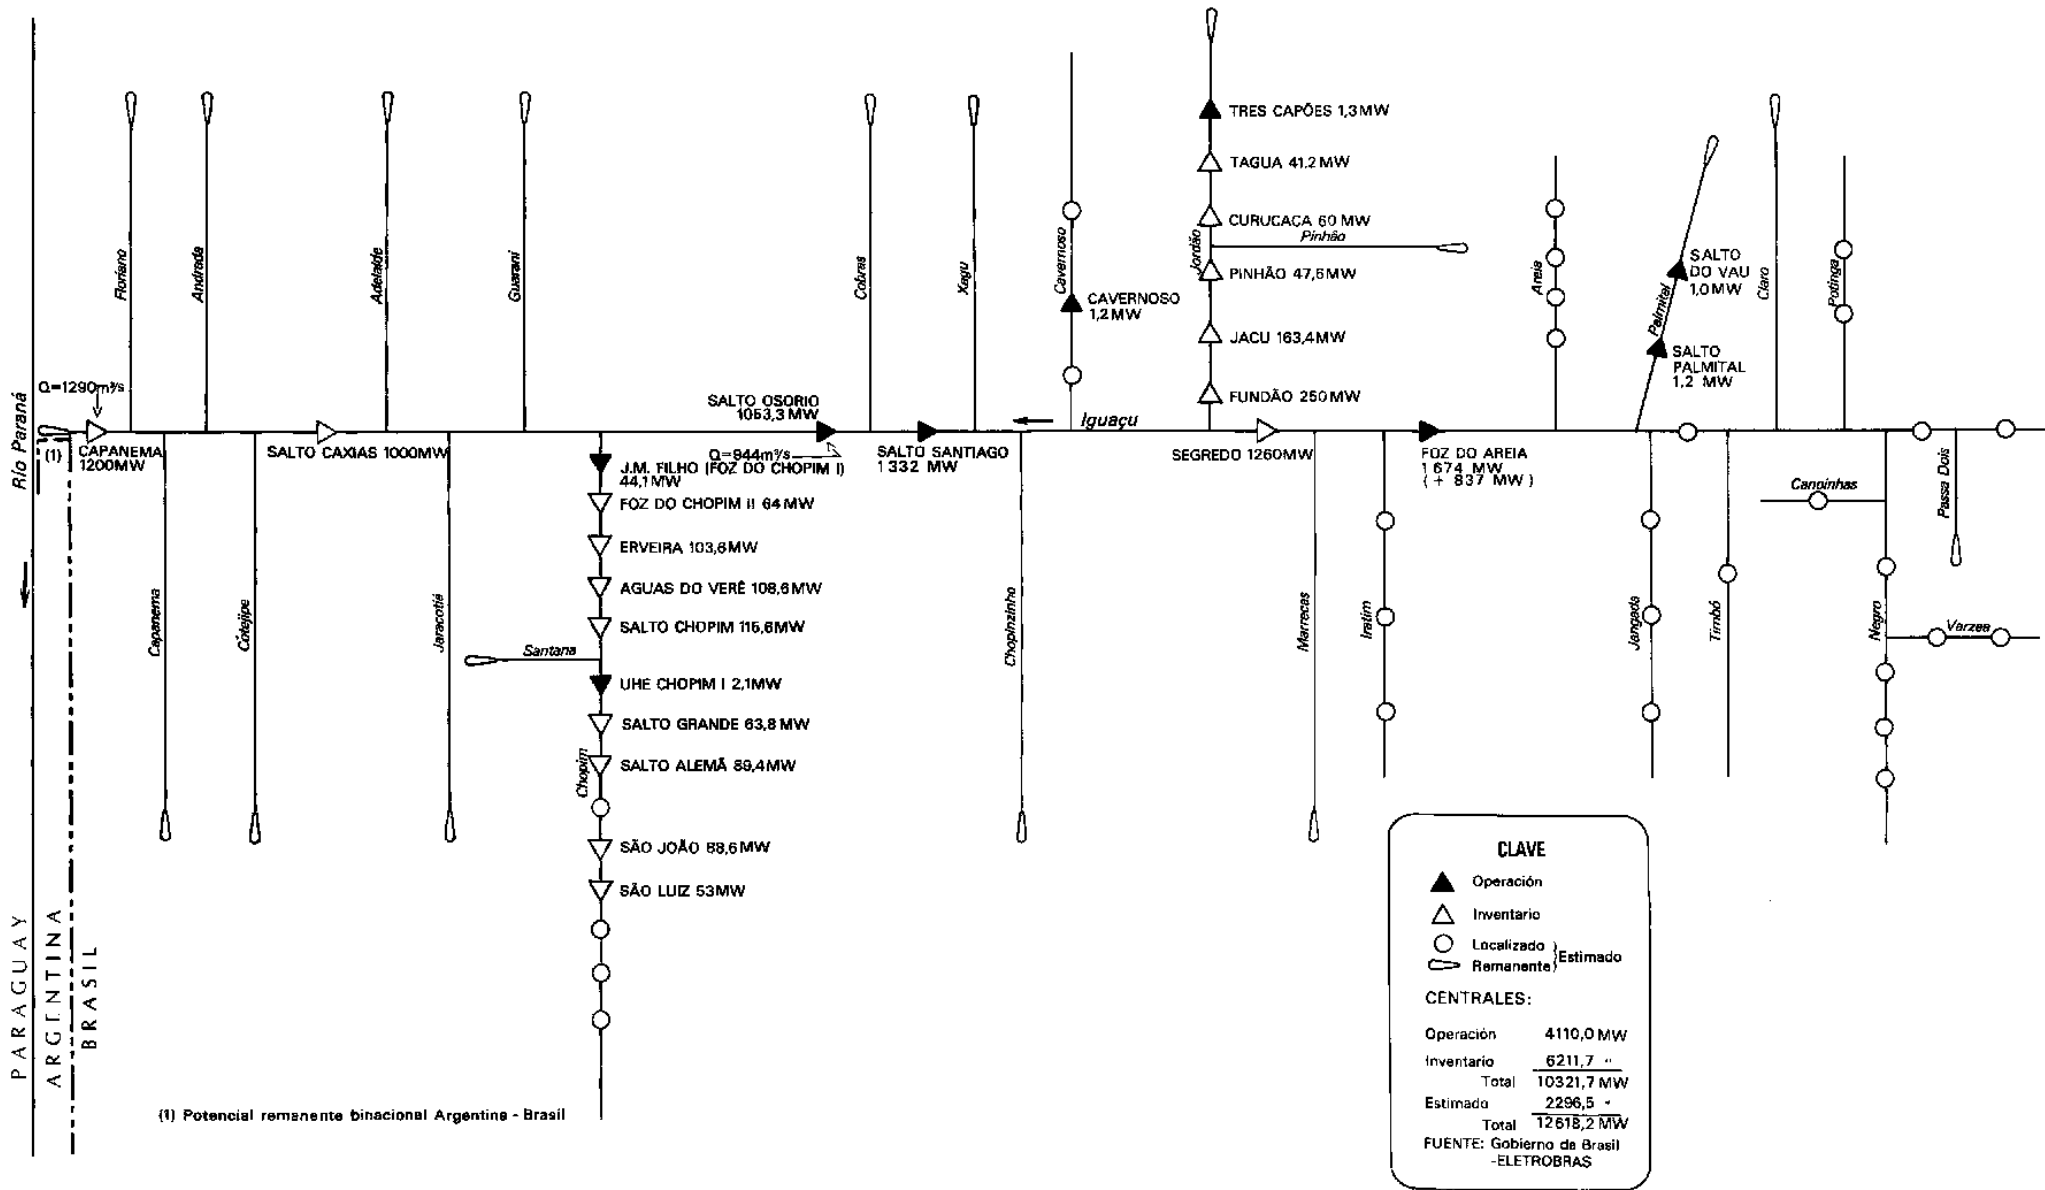 TRES CAPÕES 1,3MW
TAGUA 41.2MW
CURUCACA 60 MW
Pinhão
Jordão
PINHÃO 47,6MW
JACU 163,4MW
FUNDÃO 250MW
Floriano
Andrada
Adelaide
Guarani
Cobras
Xagu
Cavernoso
CAVERNOSO
1,2MW
Areia
Palmital
SALTO
DO VAU
1,0MW
SALTO
PALMITAL
1,2 MW
Claro
Potinga
Q=1290m³/s
Río Paraná
(1)
CAPANEMA
1200MW
SALTO CAXIAS 1000MW
SALTO OSORIO
1053,3MW
Q=944m³/s
SALTO SANTIAGO
1332 MW
Iguaçu
SEGREDO 1260MW
FOZ DO AREIA
1674 MW
(+ 837 MW)
J.M. FILHO (FOZ DO CHOPIM I)
44,1MW
FOZ DO CHOPIM II 64MW
ERVEIRA 103,6MW
AGUAS DO VERÊ 108,6MW
SALTO CHOPIM 115,6MW
Santana
UHE CHOPIM I 2,1MW
SALTO GRANDE 63,8MW
SALTO ALEMÃ 89,4MW
Chopim
SÃO JOÃO 88,6MW
SÃO LUIZ 53MW
Capanema
Cotejipe
Jaracatiá
Chopinzinho
Marrecas
Iratim
Jangada
Timbó
Canoinhas
Negro
Passa Dois
Varzea
PARAGUAY
ARGENTINA
BRASIL
(1) Potencial remanente binacional Argentina - Brasil
CLAVE
Operación
Inventario
Localizado
Remanente
Estimado
CENTRALES:
Operación 4110,0 MW
Inventario 6211,7 "
Total 10321,7 MW
Estimado 2296,5 "
Total 12618,2 MW
FUENTE: Gobierno de Brasil
-ELETROBRAS